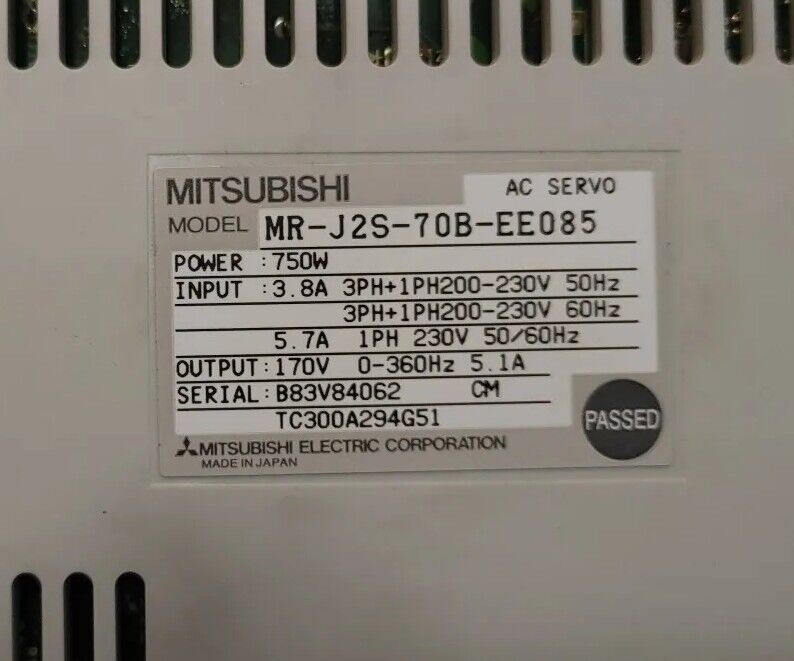 MITSUBISHI AC SERVO
MODEL MR-J2S-70B-EE085
POWER :750W
INPUT :3.8A 3PH+1PH200-230V 50Hz
3PH+1PH200-230V 60Hz
5.7A 1PH 230V 50/60Hz
OUTPUT:170V 0-360Hz 5.1A
SERIAL:B83V84062 CM
TC300A294G51
PASSED
MITSUBISHI ELECTRIC CORPORATION
MADE IN JAPAN